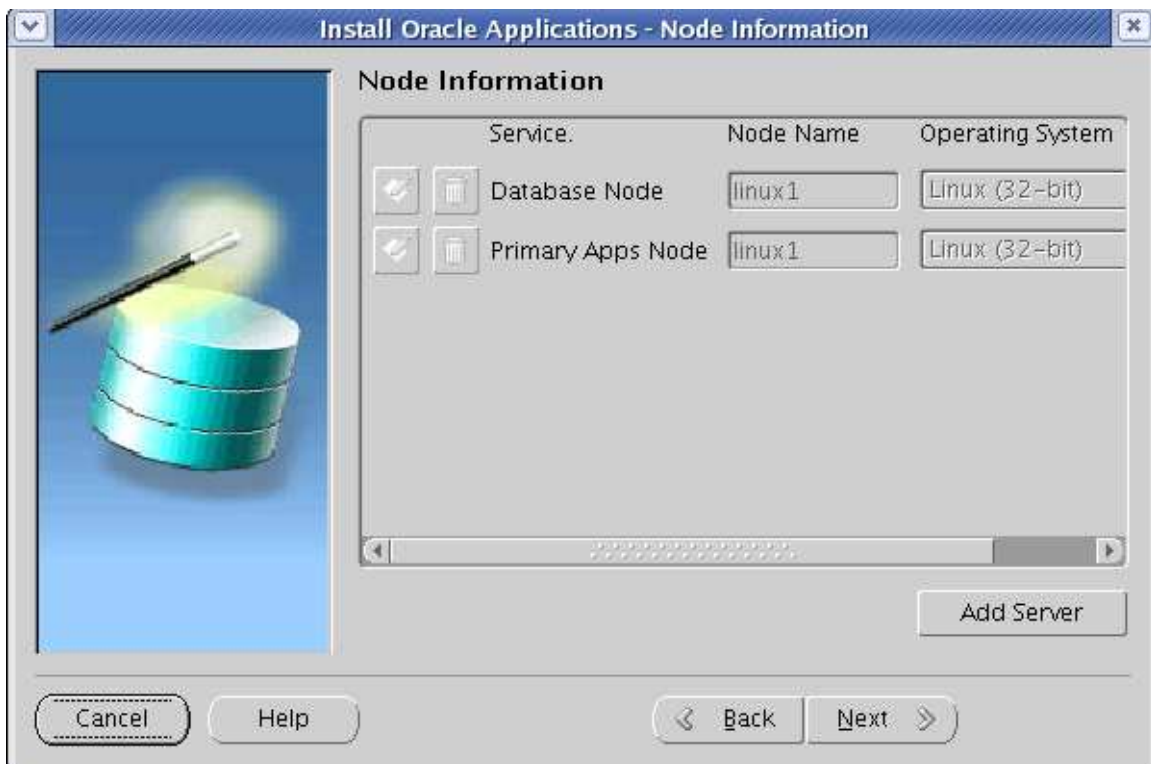 Install Oracle Applications - Node Information
Node Information
Service. Node Name Operating System
Database Node linux1 Linux (32-bit)
Primary Apps Node linux1 Linux (32-bit)
Add Server
Cancel Help Back Next